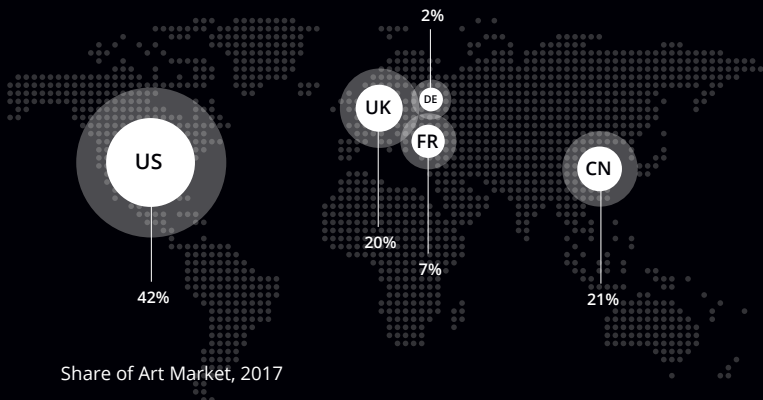 2%
UK
DE
FR
US
CN
20%
7%
42%
21%
Share of Art Market, 2017